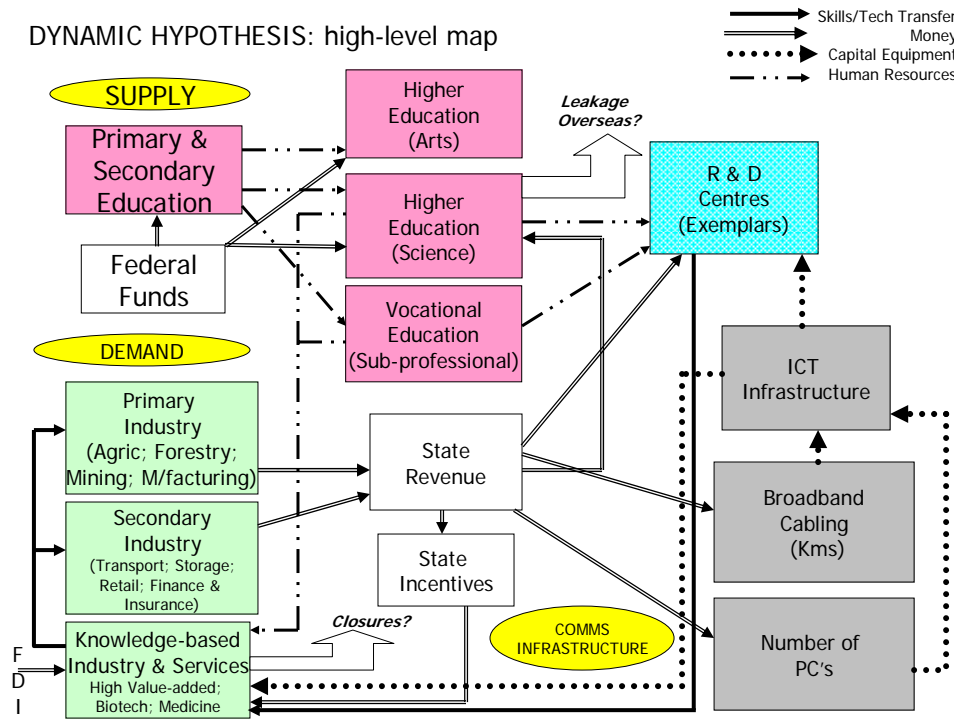 DYNAMIC HYPOTHESIS: high-level map
Skills/Tech Transfer
Money
Capital Equipment
Human Resources
SUPPLY
Primary &
Secondary
Education
Federal
Funds
Higher
Education
(Arts)
Higher
Education
(Science)
Vocational
Education
(Sub-professional)
Leakage
Overseas?
R & D
Centres
(Exemplars)
DEMAND
Primary
Industry
(Agric; Forestry;
Mining; M/facturing)
Secondary
Industry
(Transport; Storage;
Retail; Finance &
Insurance)
Knowledge-based
Industry & Services
High Value-added;
Biotech; Medicine
F
D
I
State
Revenue
State
Incentives
Closures?
COMMS
INFRASTRUCTURE
ICT
Infrastructure
Broadband
Cabling
(Kms)
Number of
PC's